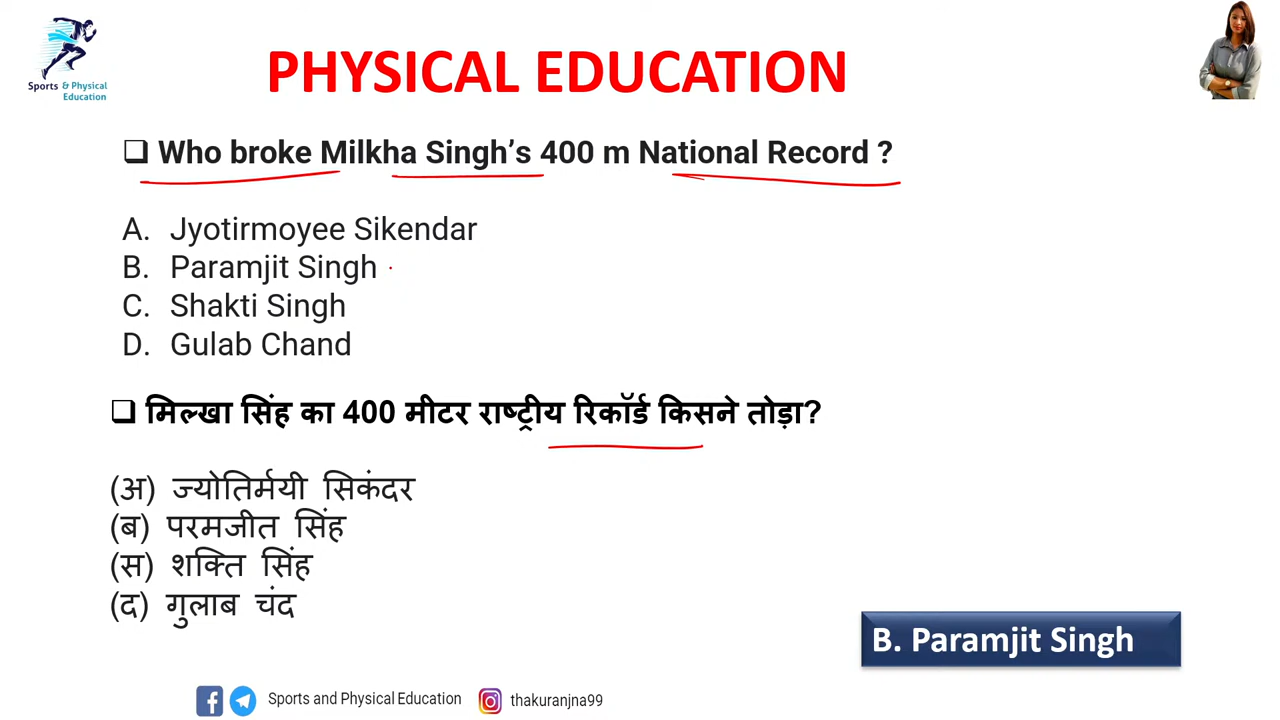 Sports & Physical
Education
PHYSICAL EDUCATION
Who broke Milkha Singh's 400 m National Record ?
A. Jyotirmoyee Sikendar
B. Paramjit Singh
C. Shakti Singh
D. Gulab Chand
मिल्खा सिंह का 400 मीटर राष्ट्रीय रिकॉर्ड किसने तोड़ा?
(अ) ज्योतिर्मयी सिकंदर
(ब) परमजीत सिंह
(स) शक्ति सिंह
(द) गुलाब चंद
B. Paramjit Singh
Sports and Physical Education thakuranjna99